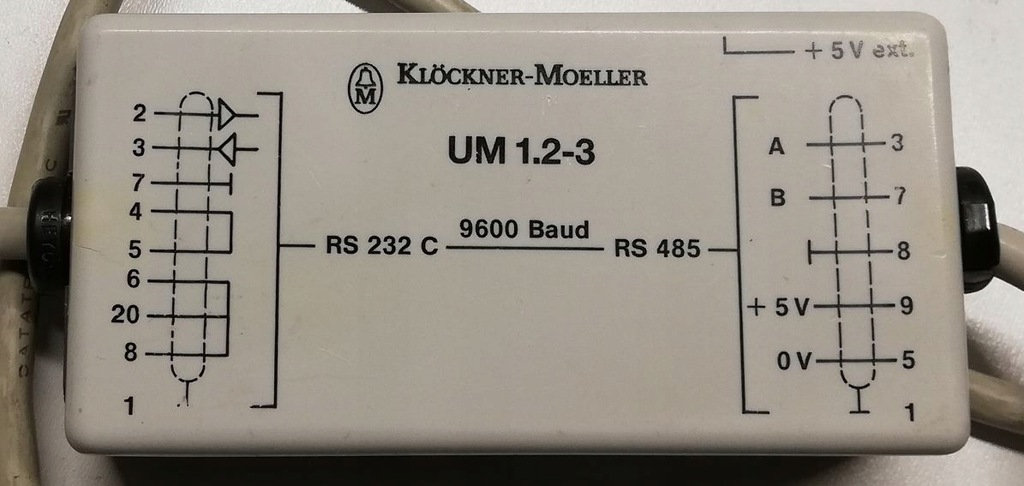 + 5 V ext.
M
KLÖCKNER-MOELLER
UM 1.2-3
2
3
7
4
5
6
20
8
1
RS 232 C
9600 Baud
RS 485
A 3
B 7
8
+ 5 V 9
0 V 5
1